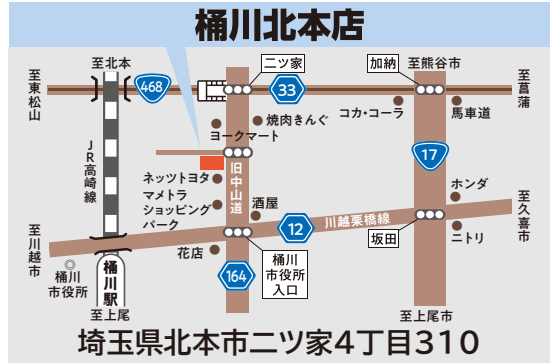 桶川北本店
至北本
二ツ家
加納
至熊谷市
至東松山
468
33
至菖蒲
コカ・コーラ
馬車道
焼肉きんぐ
ヨークマート
JR高崎線
17
ネッツトヨタ
旧中山道
マメトラ
ショッピング
パーク
酒屋
ホンダ
至久喜市
川越栗橋線
12
至川越市
坂田
ニトリ
花店
桶川
市役所
桶川駅
164
桶川
市役所
入口
至上尾
至上尾市
埼玉県北本市二ツ家4丁目310